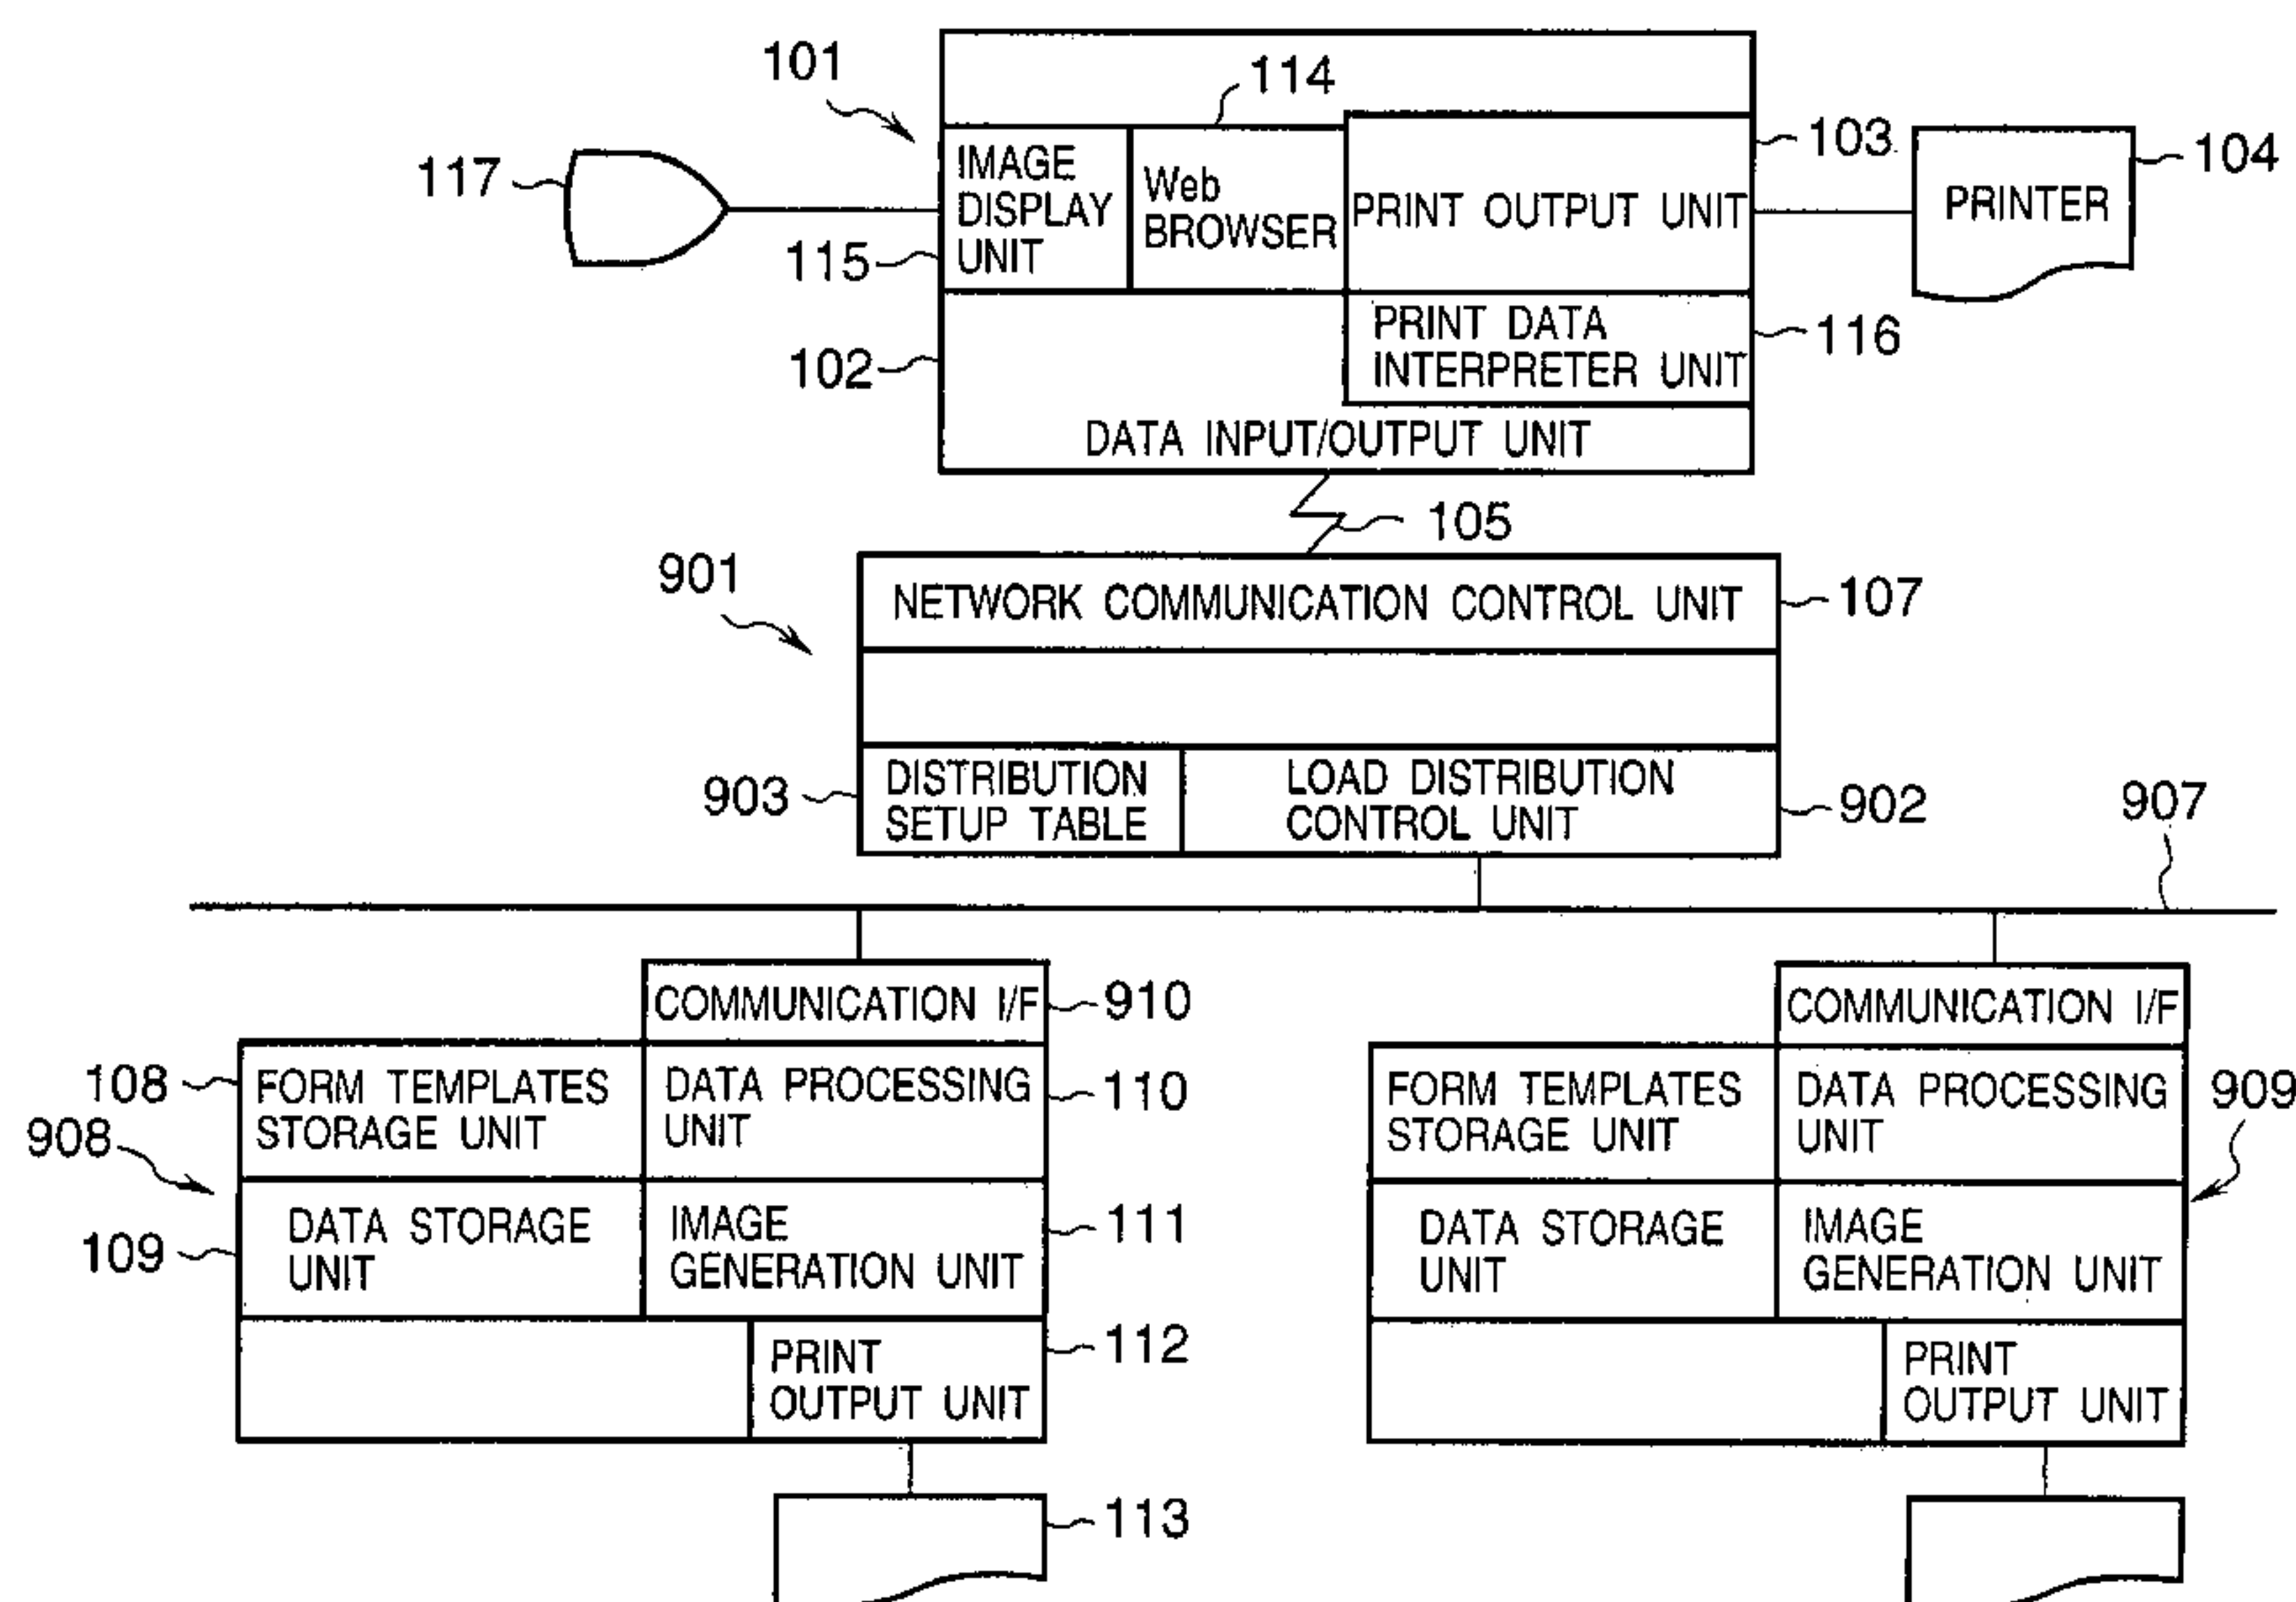 101
114
103
104
117
IMAGE
DISPLAY
UNIT
Web
BROWSER
PRINT OUTPUT UNIT
PRINTER
115
PRINT DATA
INTERPRETER UNIT
116
102
DATA INPUT/OUTPUT UNIT
105
901
NETWORK COMMUNICATION CONTROL UNIT
107
903
DISTRIBUTION
SETUP TABLE
LOAD DISTRIBUTION
CONTROL UNIT
902
907
COMMUNICATION I/F
910
COMMUNICATION I/F
108
FORM TEMPLATES
STORAGE UNIT
DATA PROCESSING
UNIT
110
FORM TEMPLATES
STORAGE UNIT
DATA PROCESSING
UNIT
909
908
109
DATA STORAGE
UNIT
IMAGE
GENERATION UNIT
111
DATA STORAGE
UNIT
IMAGE
GENERATION UNIT
PRINT
OUTPUT UNIT
112
PRINT
OUTPUT UNIT
113